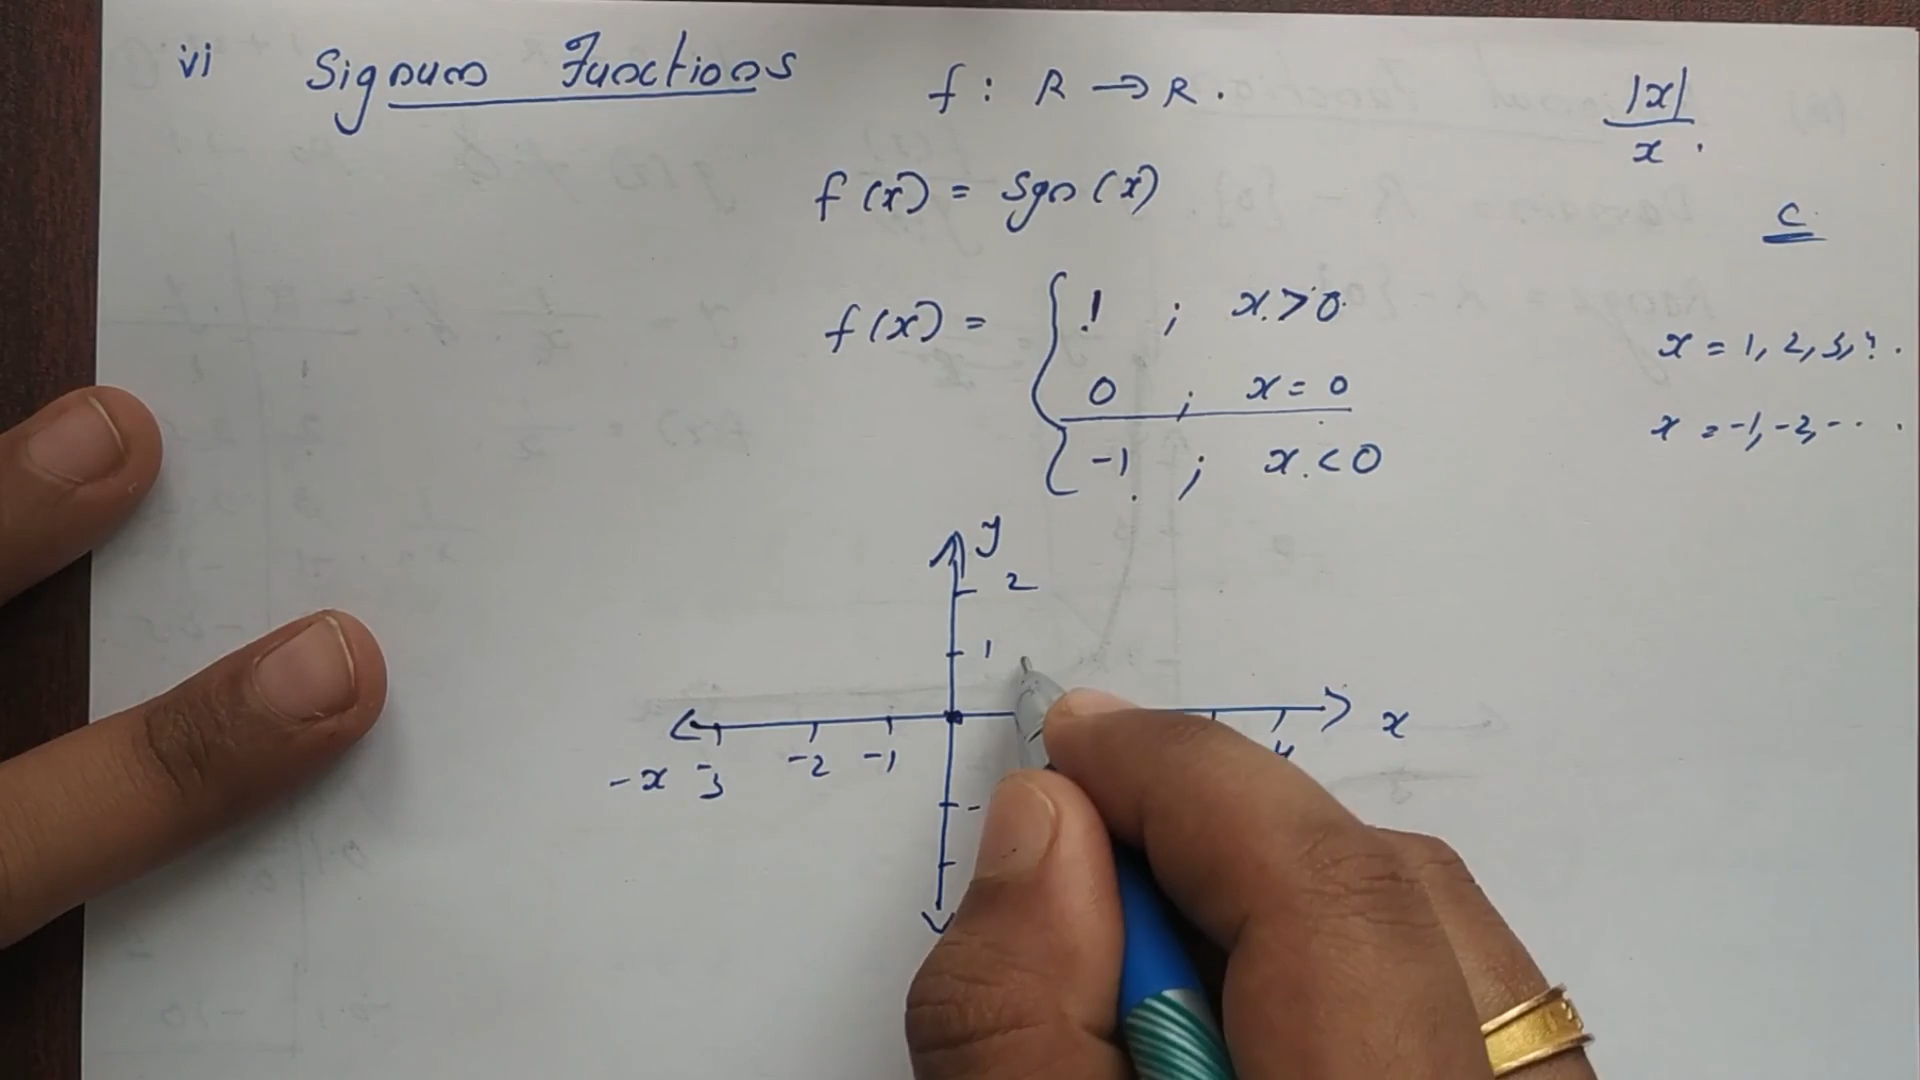 vi Signum Functions f : R → R . |x|/x .
f(x) = Sgn(x)
c
f(x) = { 1 ; x > 0
0 ; x = 0
-1 ; x < 0
x = 1, 2, 3,
x = -1, -2, - - .
y
2
1
-x -3 -2 -1 4 x